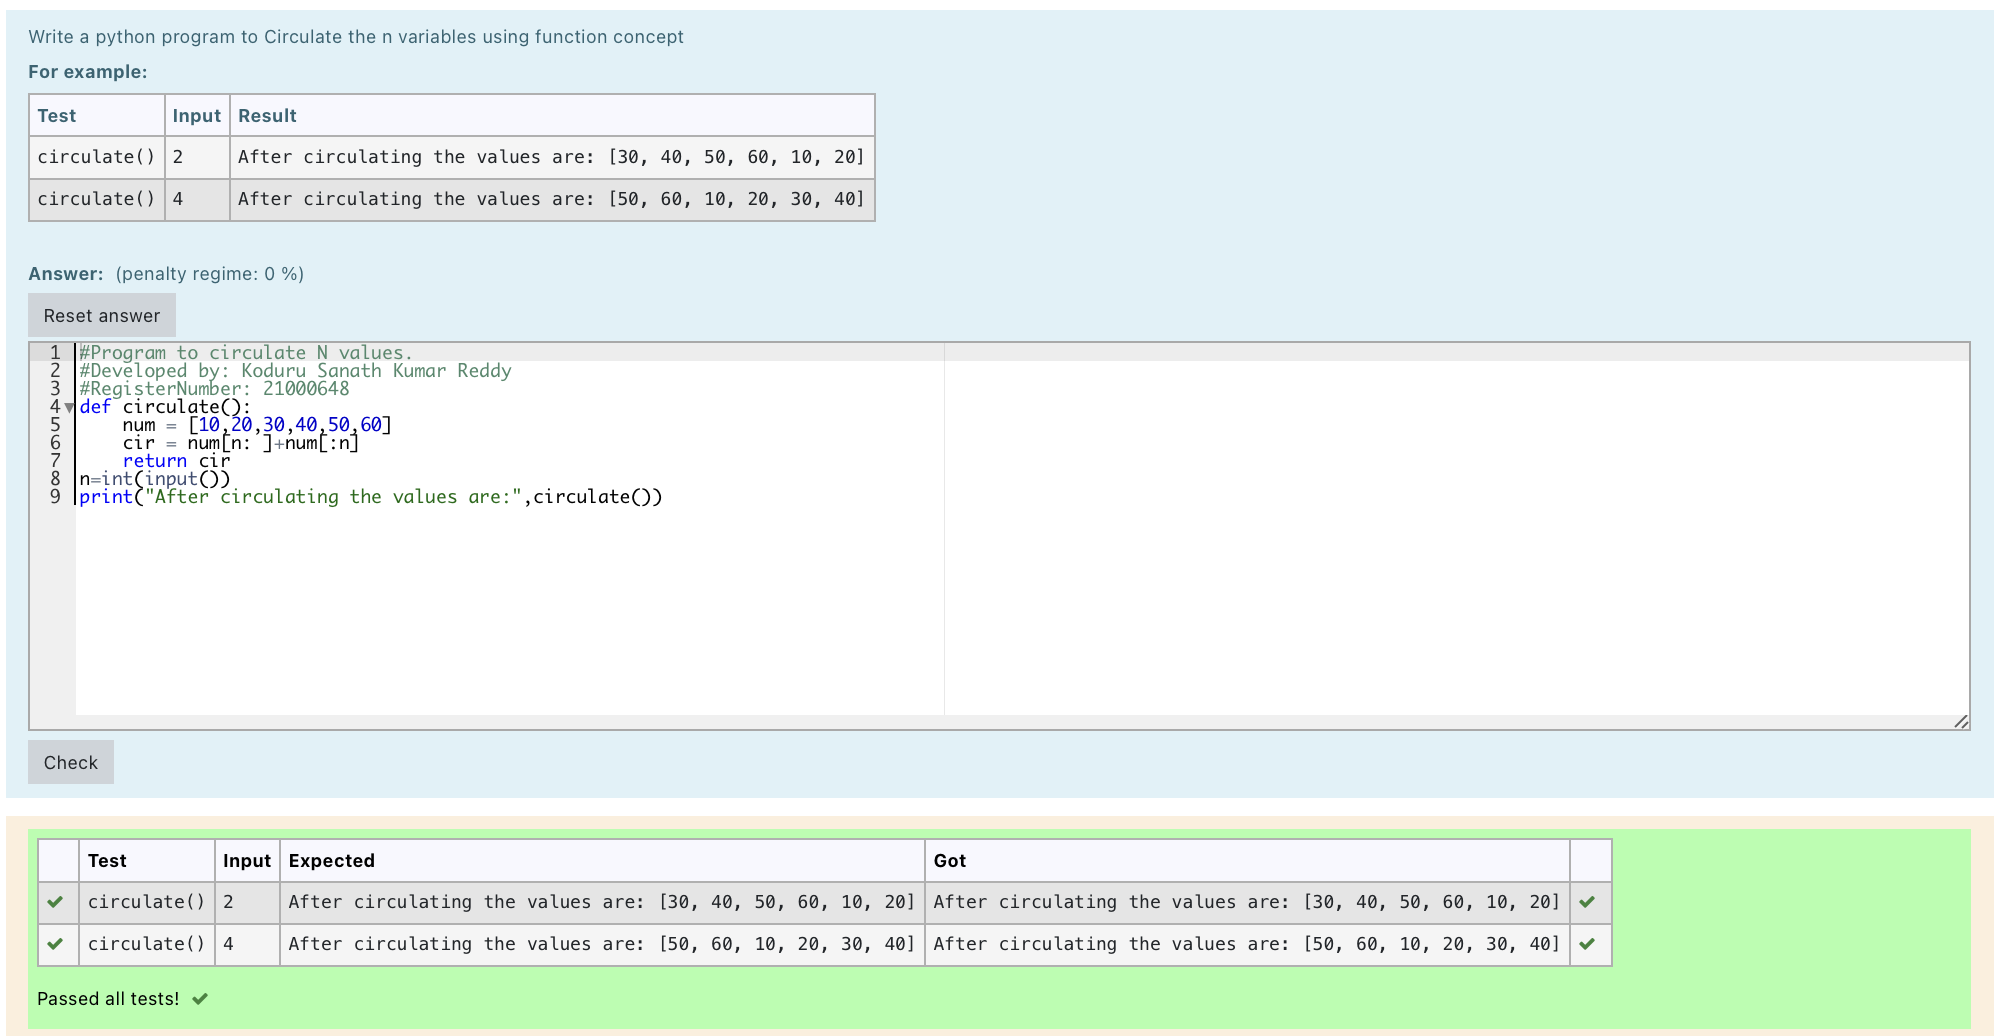 Write a python program to Circulate the n variables using function concept
For example:
Test Input Result
circulate() 2 After circulating the values are: [30, 40, 50, 60, 10, 20]
circulate() 4 After circulating the values are: [50, 60, 10, 20, 30, 40]
Answer: (penalty regime: 0 %)
Reset answer
1 #Program to circulate N values.
2 #Developed by: Koduru Sanath Kumar Reddy
3 #RegisterNumber: 21000648
4 def circulate():
5     num = [10,20,30,40,50,60]
6     cir = num[n: ]+num[:n]
7     return cir
8 n=int(input())
9 print("After circulating the values are:",circulate())
Check
Test Input Expected Got
circulate() 2 After circulating the values are: [30, 40, 50, 60, 10, 20] After circulating the values are: [30, 40, 50, 60, 10, 20]
circulate() 4 After circulating the values are: [50, 60, 10, 20, 30, 40] After circulating the values are: [50, 60, 10, 20, 30, 40]
Passed all tests!